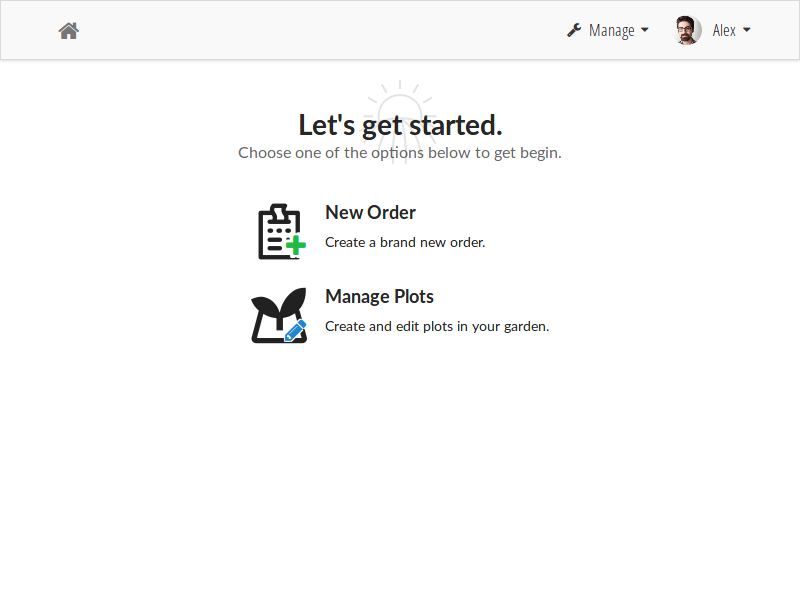 Manage
Alex
Let's get started.
Choose one of the options below to get begin.
New Order
Create a brand new order.
Manage Plots
Create and edit plots in your garden.